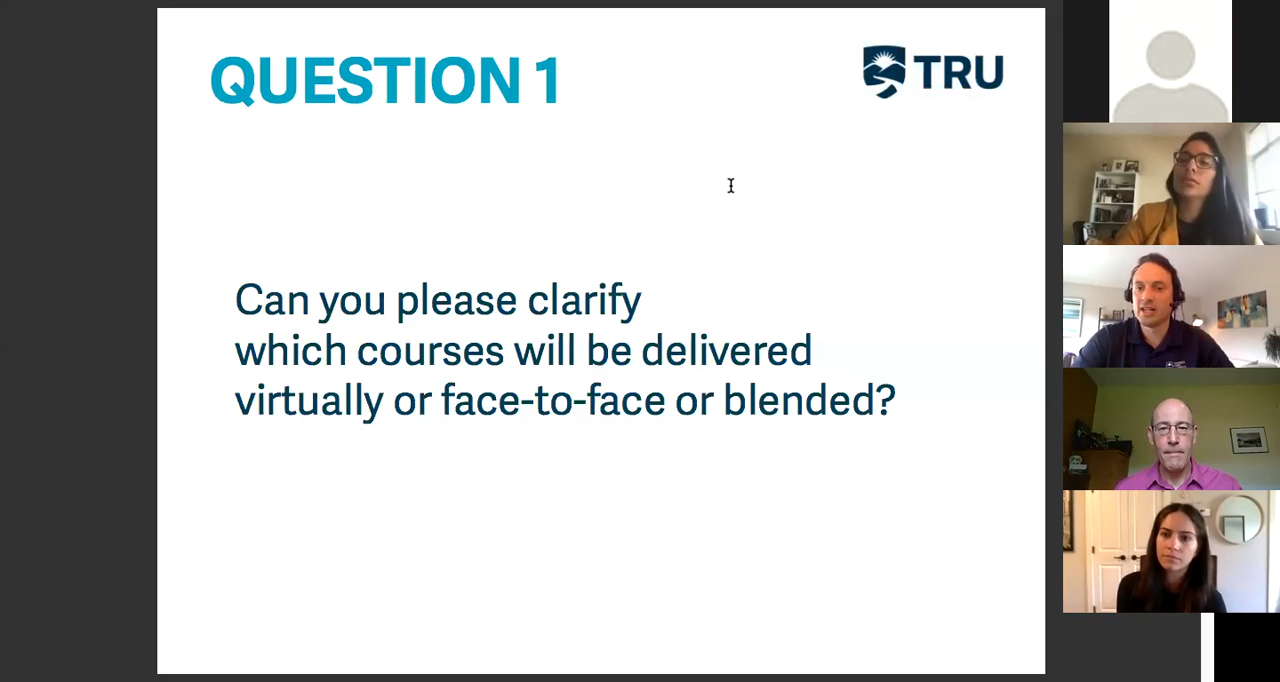 QUESTION 1
TRU
Can you please clarify
which courses will be delivered
virtually or face-to-face or blended?